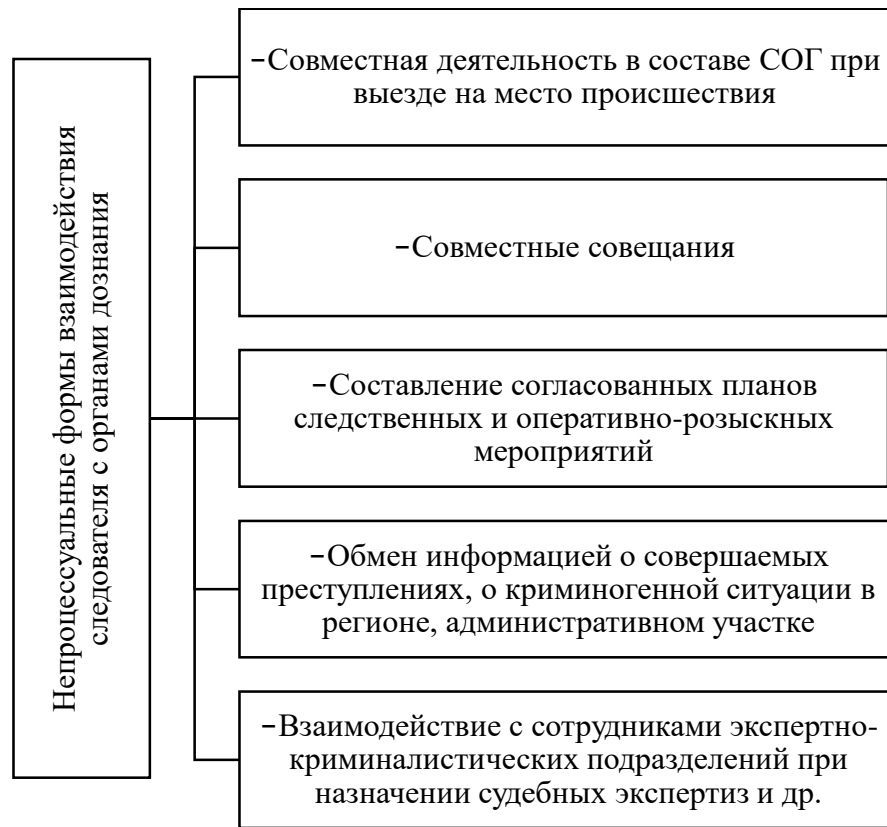 Непроцессуальные формы взаимодействия
следователя с органами дознания
−Совместная деятельность в составе СОГ при
выезде на место происшествия
−Совместные совещания
−Составление согласованных планов
следственных и оперативно-розыскных
мероприятий
−Обмен информацией о совершаемых
преступлениях, о криминогенной ситуации в
регионе, административном участке
−Взаимодействие с сотрудниками экспертно-
криминалистических подразделений при
назначении судебных экспертиз и др.